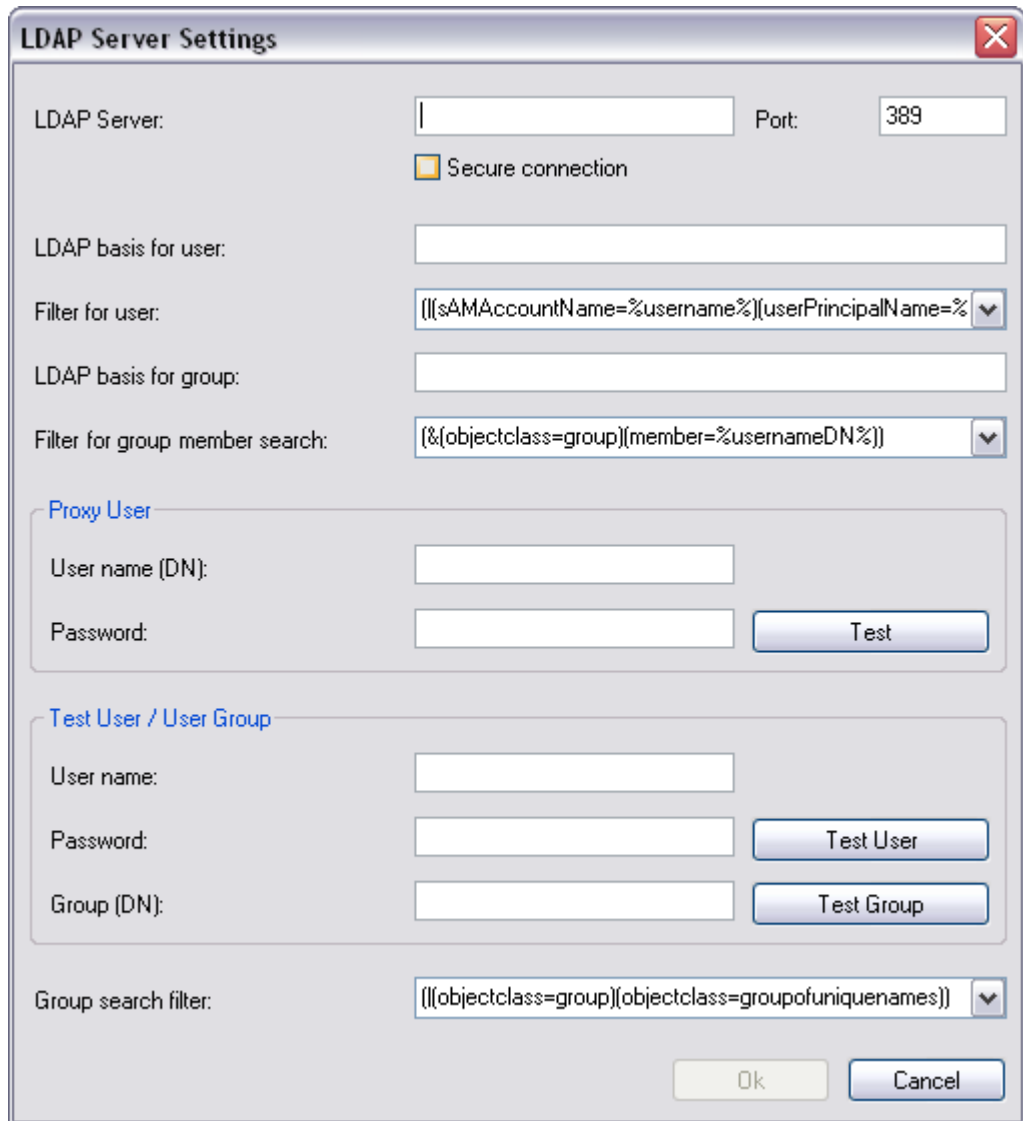 LDAP Server Settings
LDAP Server:
Port:
389
Secure connection
LDAP basis for user:
Filter for user:
(|(sAMAccountName=%username%)(userPrincipalName=%
LDAP basis for group:
Filter for group member search:
(&(objectclass=group)(member=%usernameDN%))
Proxy User
User name (DN):
Password:
Test
Test User / User Group
User name:
Password:
Test User
Group (DN):
Test Group
Group search filter:
(|(objectclass=group)(objectclass=groupofuniquenames))
Ok
Cancel